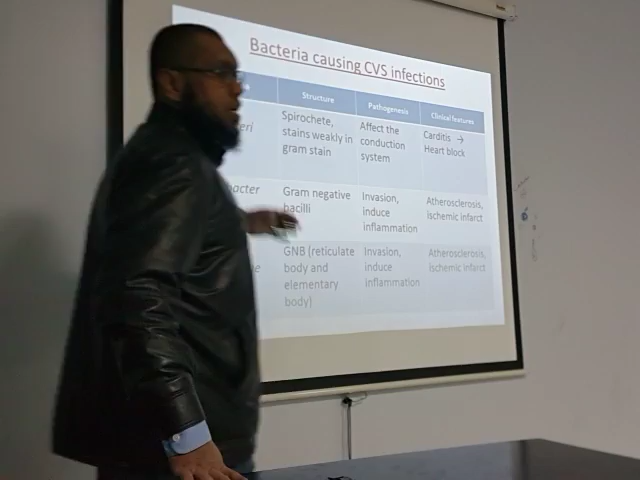 Bacteria causing CVS infections
Structure
Pathogenesis
Clinical features
Spirochete,
stains weakly in
gram stain
Affect the
conduction
system
Carditis →
Heart block
Gram negative
bacilli
Invasion,
induce
inflammation
Atherosclerosis,
ischemic infarct
GNB (reticulate
body and
elementary
body)
Invasion,
induce
inflammation
Atherosclerosis,
ischemic infarct